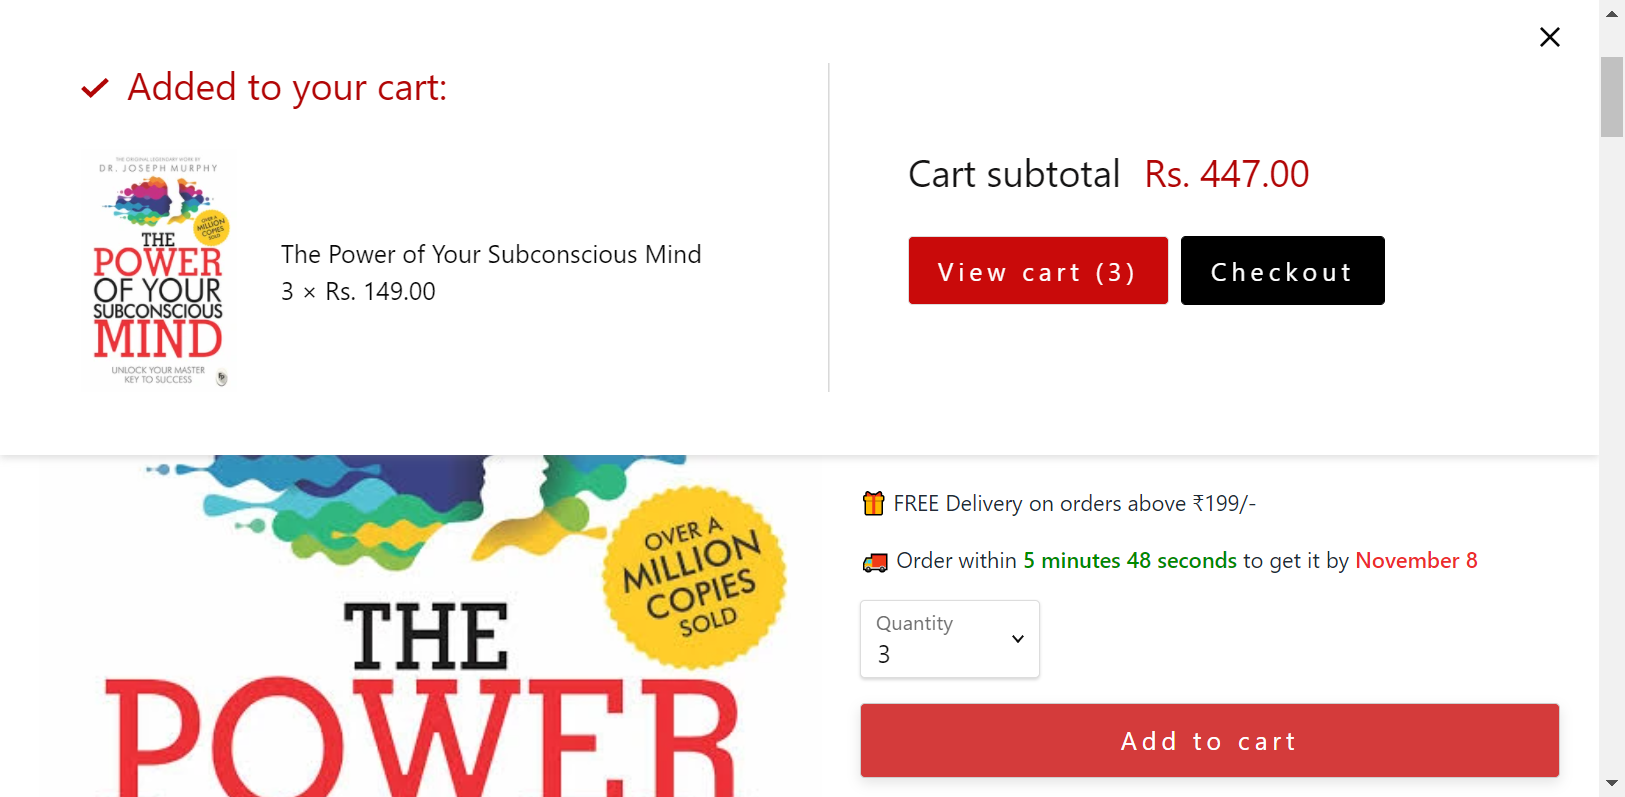 Added to your cart:
THE ORIGINAL LEGENDARY WORK BY
DR. JOSEPH MURPHY
OVER A
MILLION
COPIES
SOLD
THE
POWER
OF YOUR
SUBCONSCIOUS
MIND
UNLOCK YOUR MASTER
KEY TO SUCCESS
The Power of Your Subconscious Mind
3 × Rs. 149.00
Cart subtotal Rs. 447.00
View cart (3) Checkout
OVER A
MILLION
COPIES
SOLD
THE
POWER
FREE Delivery on orders above ₹199/-
Order within 5 minutes 48 seconds to get it by November 8
Quantity
3
Add to cart